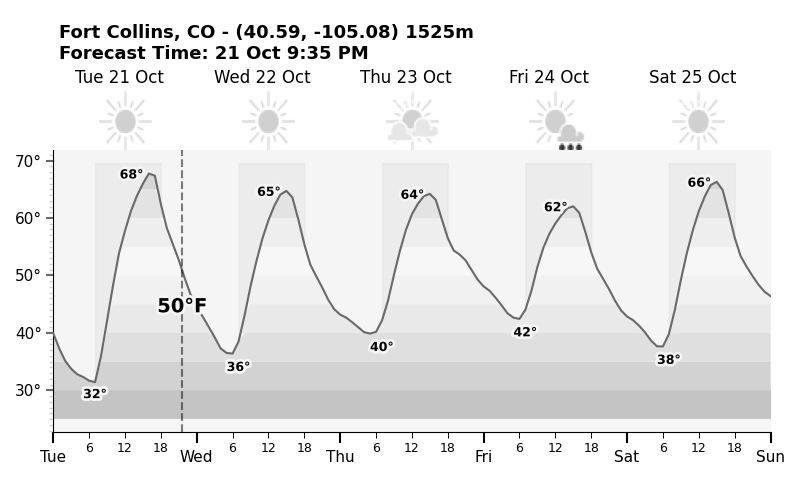 Fort Collins, CO - (40.59, -105.08) 1525m
Forecast Time: 21 Oct 9:35 PM
Tue 21 Oct Wed 22 Oct Thu 23 Oct Fri 24 Oct Sat 25 Oct
70°
68° 65° 64° 62° 66°
60°
50°
50°F
40°
32° 36° 40° 42° 38°
30°
6 12 18 6 12 18 6 12 18 6 12 18 6 12 18
Tue Wed Thu Fri Sat Sun